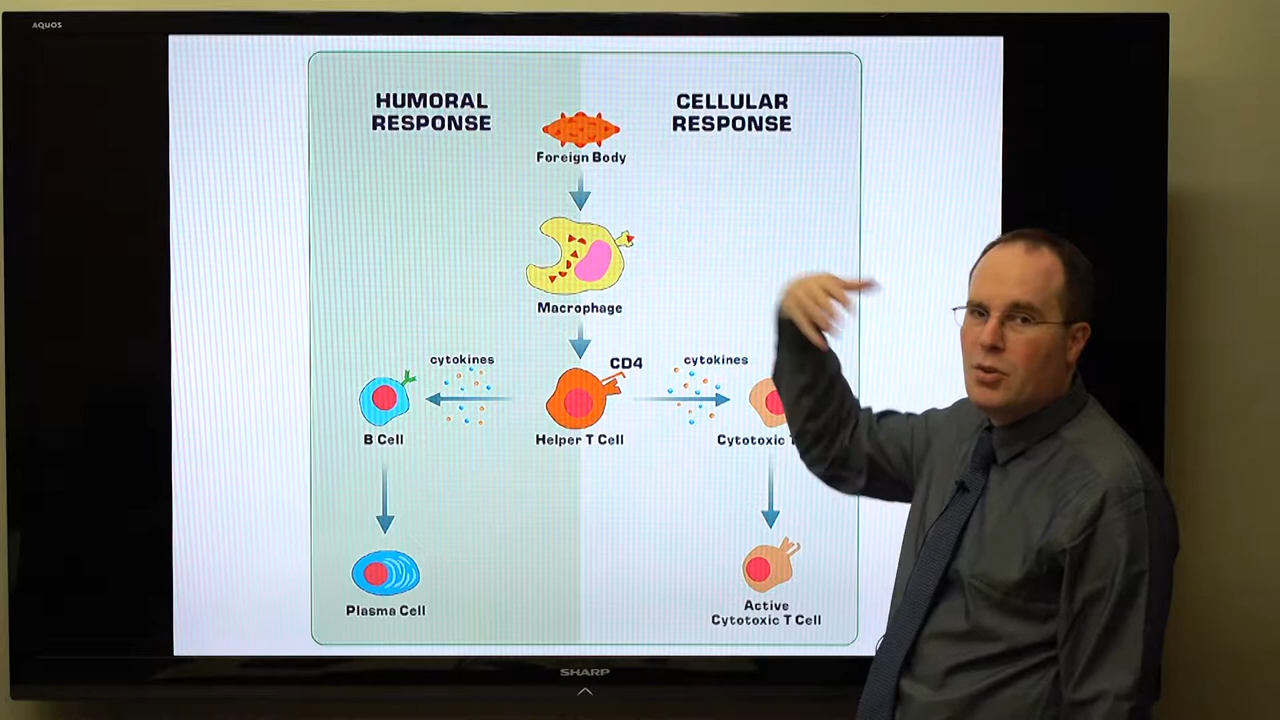 AQUOS
HUMORAL
RESPONSE
CELLULAR
RESPONSE
Foreign Body
Macrophage
cytokines
CD4
cytokines
B Cell
Helper T Cell
Cytotoxic T
Plasma Cell
Active
Cytotoxic T Cell
SHARP